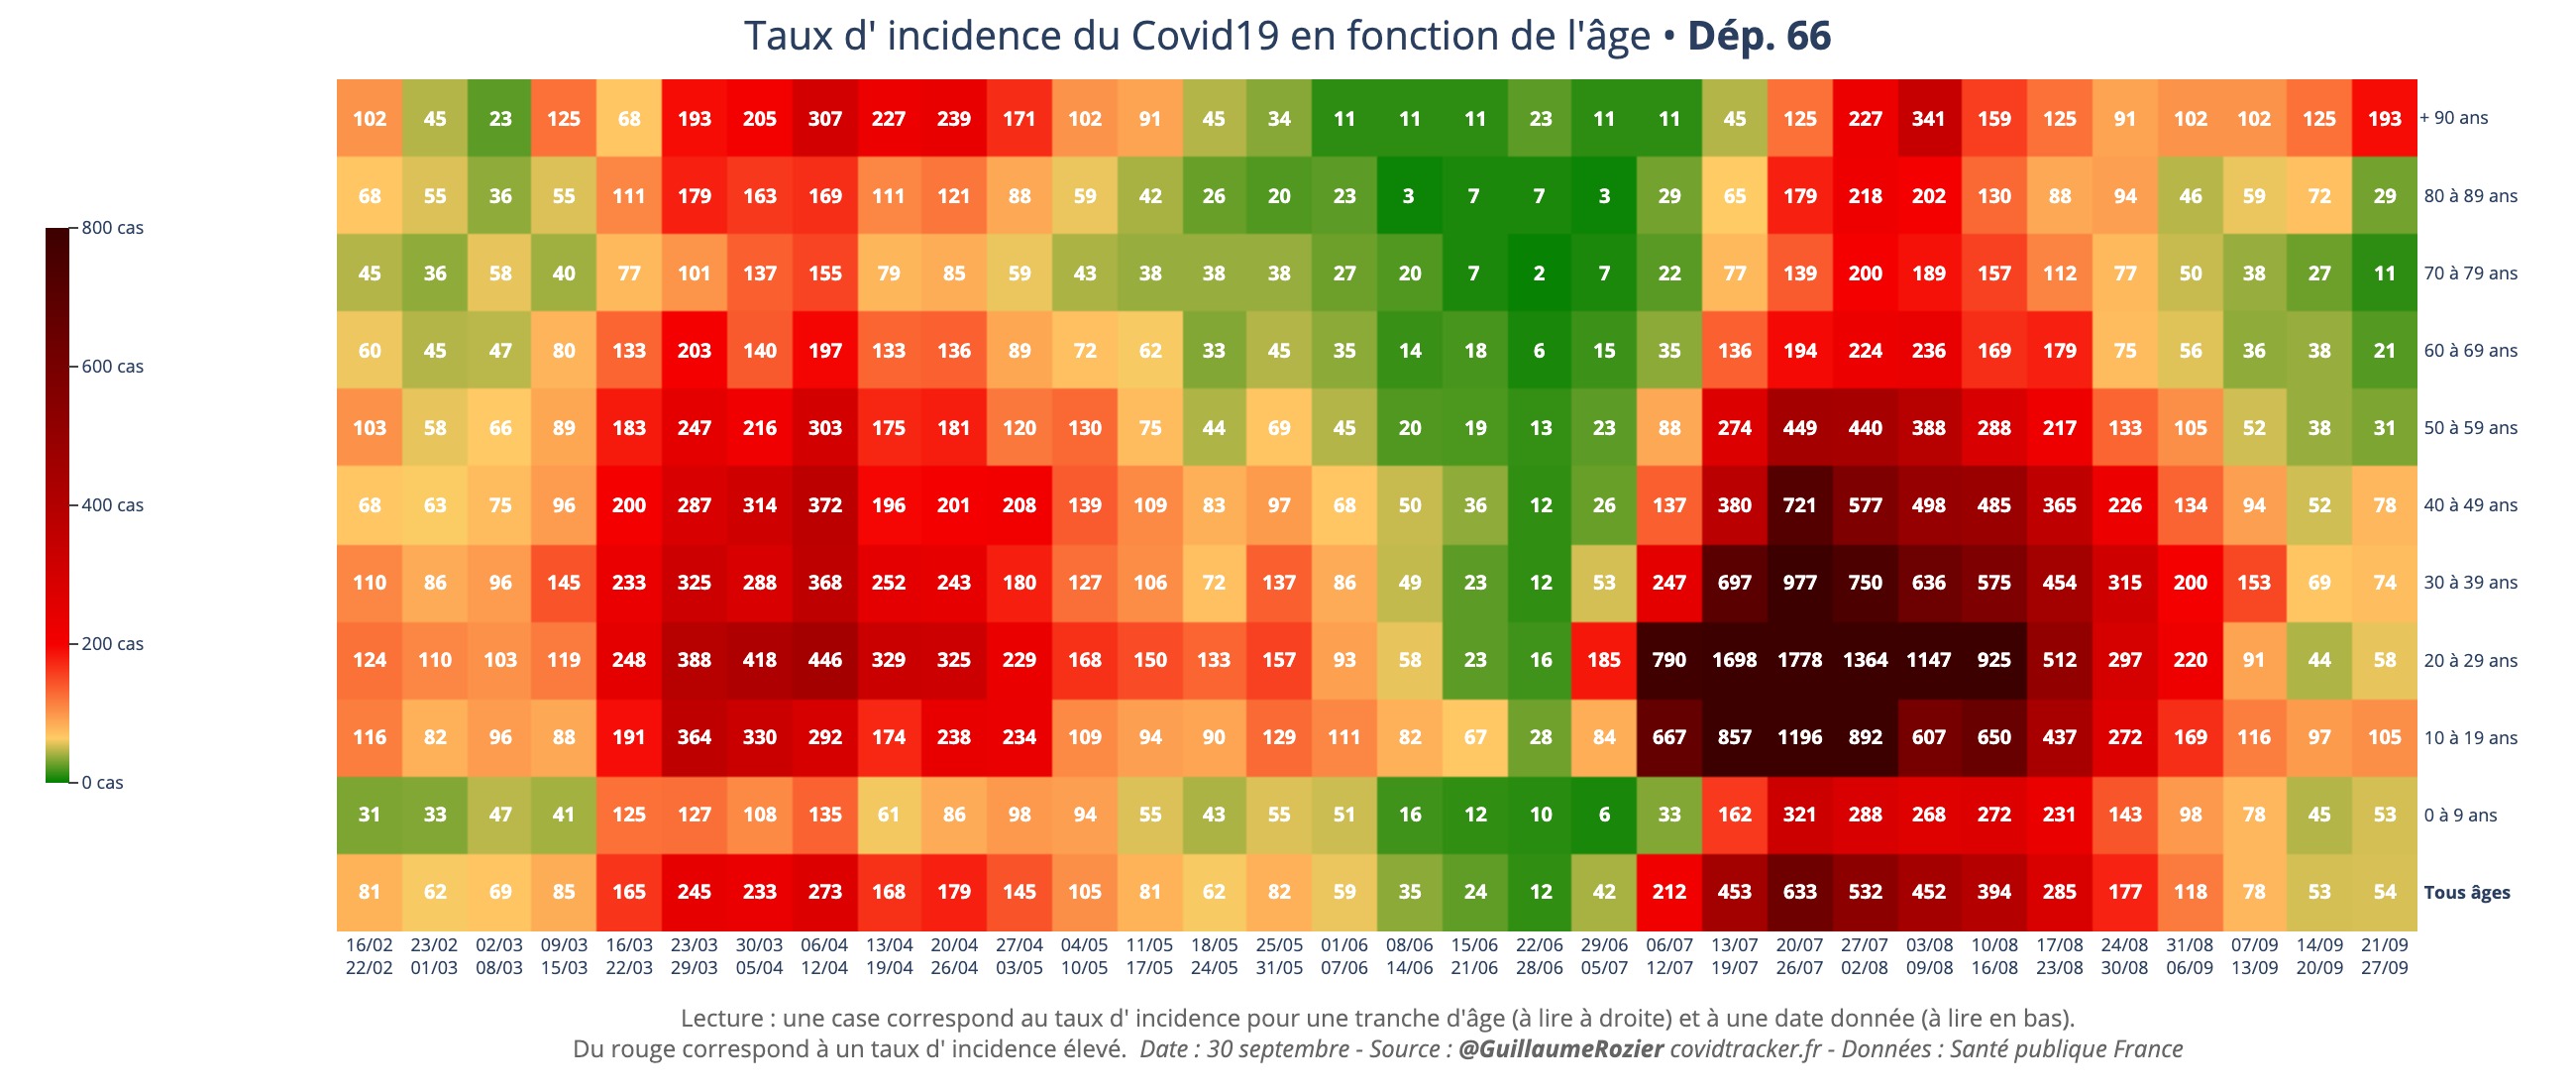 Taux d' incidence du Covid19 en fonction de l'âge • Dép. 66
800 cas
600 cas
400 cas
200 cas
0 cas
102 45 23 125 68 193 205 307 227 239 171 102 91 45 34 11 11 11 23 11 11 45 125 227 341 159 125 91 102 102 125 193 + 90 ans
68 55 36 55 111 179 163 169 111 121 88 59 42 26 20 23 3 7 7 3 29 65 179 218 202 130 88 94 46 59 72 29 80 à 89 ans
45 36 58 40 77 101 137 155 79 85 59 43 38 38 38 27 20 7 2 7 22 77 139 200 189 157 112 77 50 38 27 11 70 à 79 ans
60 45 47 80 133 203 140 197 133 136 89 72 62 33 45 35 14 18 6 15 35 136 194 224 236 169 179 75 56 36 38 21 60 à 69 ans
103 58 66 89 183 247 216 303 175 181 120 130 75 44 69 45 20 19 13 23 88 274 449 440 388 288 217 133 105 52 38 31 50 à 59 ans
68 63 75 96 200 287 314 372 196 201 208 139 109 83 97 68 50 36 12 26 137 380 721 577 498 485 365 226 134 94 52 78 40 à 49 ans
110 86 96 145 233 325 288 368 252 243 180 127 106 72 137 86 49 23 12 53 247 697 977 750 636 575 454 315 200 153 69 74 30 à 39 ans
124 110 103 119 248 388 418 446 329 325 229 168 150 133 157 93 58 23 16 185 790 1698 1778 1364 1147 925 512 297 220 91 44 58 20 à 29 ans
116 82 96 88 191 364 330 292 174 238 234 109 94 90 129 111 82 67 28 84 667 857 1196 892 607 650 437 272 169 116 97 105 10 à 19 ans
31 33 47 41 125 127 108 135 61 86 98 94 55 43 55 51 16 12 10 6 33 162 321 288 268 272 231 143 98 78 45 53 0 à 9 ans
81 62 69 85 165 245 233 273 168 179 145 105 81 62 82 59 35 24 12 42 212 453 633 532 452 394 285 177 118 78 53 54 Tous âges
16/02 23/02 02/03 09/03 16/03 23/03 30/03 06/04 13/04 20/04 27/04 04/05 11/05 18/05 25/05 01/06 08/06 15/06 22/06 29/06 06/07 13/07 20/07 27/07 03/08 10/08 17/08 24/08 31/08 07/09 14/09 21/09
22/02 01/03 08/03 15/03 22/03 29/03 05/04 12/04 19/04 26/04 03/05 10/05 17/05 24/05 31/05 07/06 14/06 21/06 28/06 05/07 12/07 19/07 26/07 02/08 09/08 16/08 23/08 30/08 06/09 13/09 20/09 27/09
Lecture : une case correspond au taux d' incidence pour une tranche d'âge (à lire à droite) et à une date donnée (à lire en bas).
Du rouge correspond à un taux d' incidence élevé. Date : 30 septembre - Source : @GuillaumeRozier covidtracker.fr - Données : Santé publique France